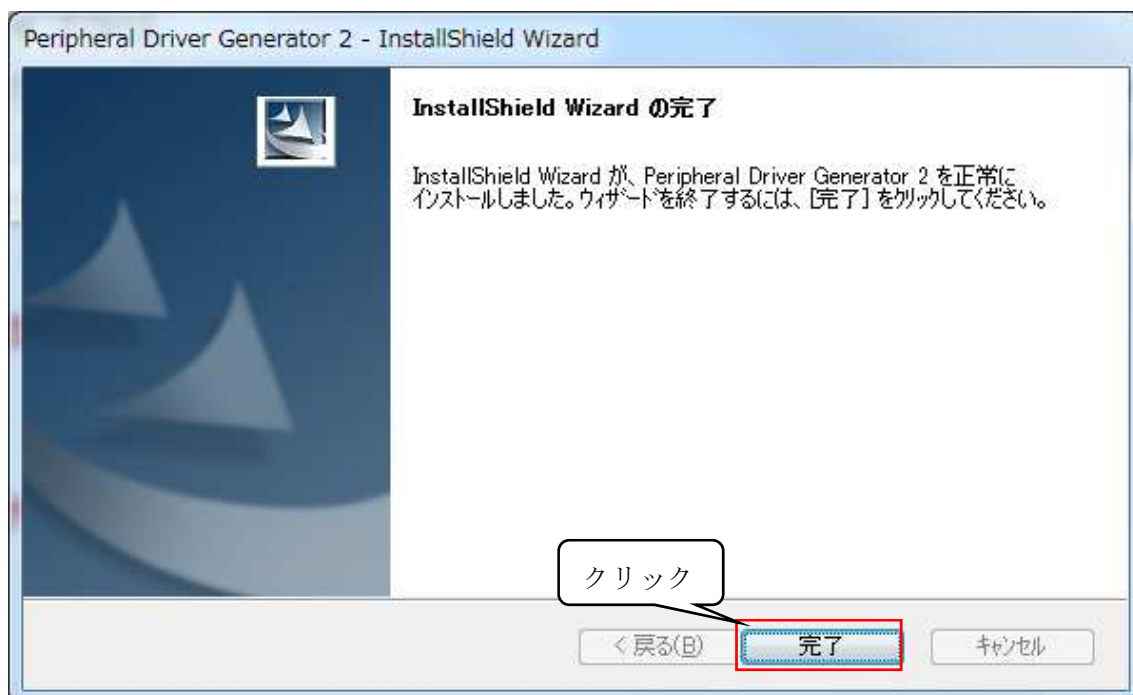 Peripheral Driver Generator 2 - InstallShield Wizard
InstallShield Wizard の完了
InstallShield Wizard が、Peripheral Driver Generator 2 を正常に
インストールしました。ウィザードを終了するには、[完了] をクリックしてください。
クリック
< 戻る(B)
完了
キャンセル